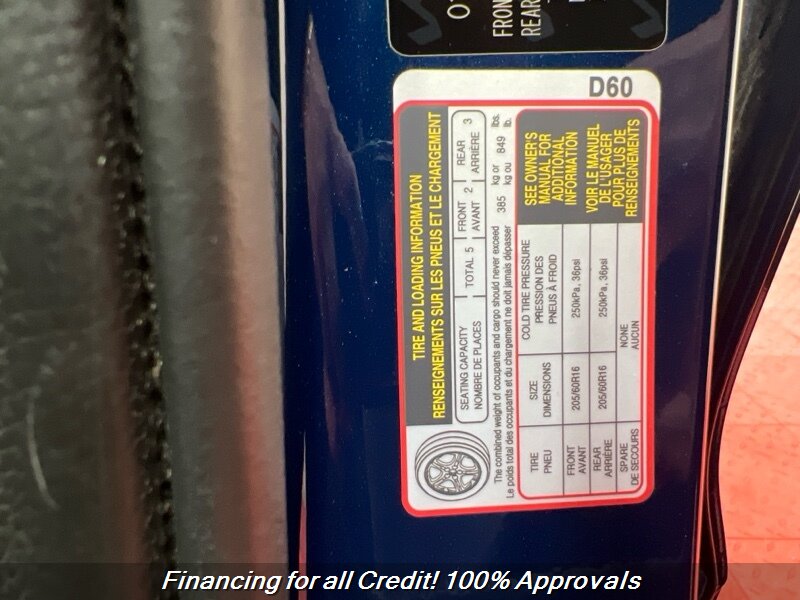 FRON
REAR
D60
TIRE AND LOADING INFORMATION
RENSEIGNEMENTS SUR LES PNEUS ET LE CHARGEMENT
SEATING CAPACITY
NOMBRE DE PLACES
TOTAL 5
FRONT
AVANT
2
REAR
ARRIÈRE
3
The combined weight of occupants and cargo should never exceed 385 kg or 849 lbs.
Le poids total des occupants et du chargement ne doit jamais dépasser kg ou lb.
TIRE
PNEU
SIZE
DIMENSIONS
COLD TIRE PRESSURE
PRESSION DES
PNEUS À FROID
FRONT
AVANT
205/60R16
250kPa, 36psi
REAR
ARRIÈRE
205/60R16
250kPa, 36psi
SPARE
DE SECOURS
NONE
AUCUN
SEE OWNER'S
MANUAL FOR
ADDITIONAL
INFORMATION
VOIR LE MANUEL
DE L'USAGER
POUR PLUS DE
RENSEIGNEMENTS
Financing for all Credit! 100% Approvals